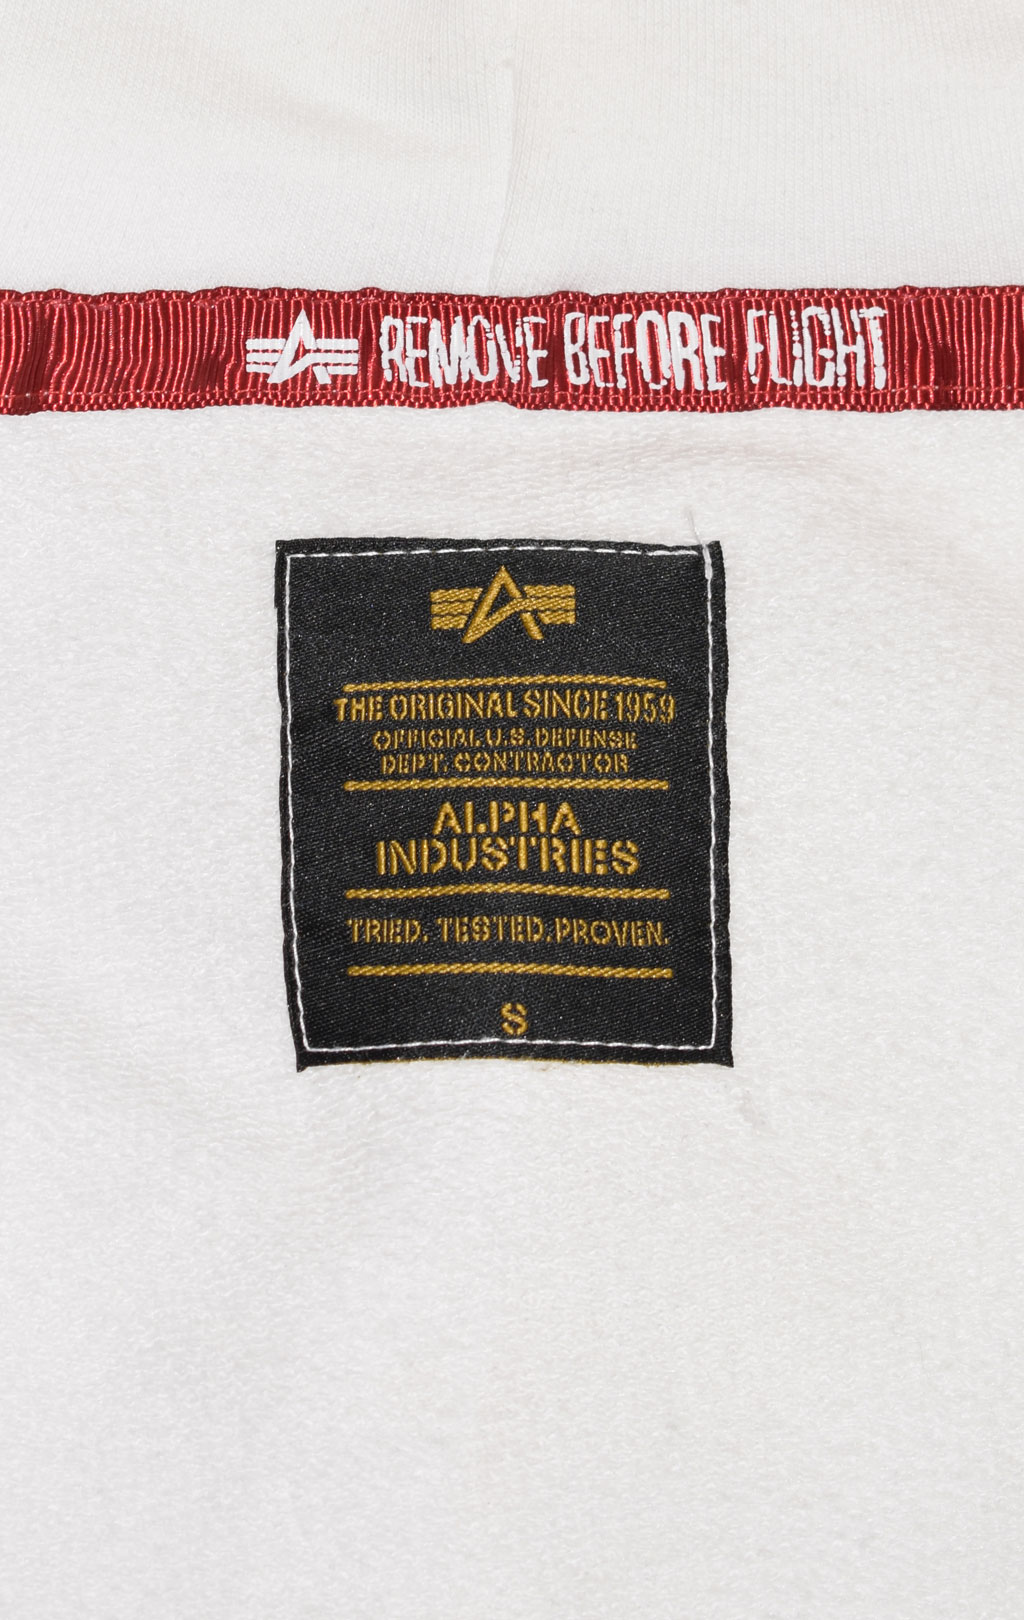 REMOVE BEFORE FLIGHT
THE ORIGINAL SINCE 1959
OFFICIAL U.S. DEFENSE
DEPT. CONTRACTOR
ALPHA
INDUSTRIES
TRIED. TESTED. PROVEN.
S